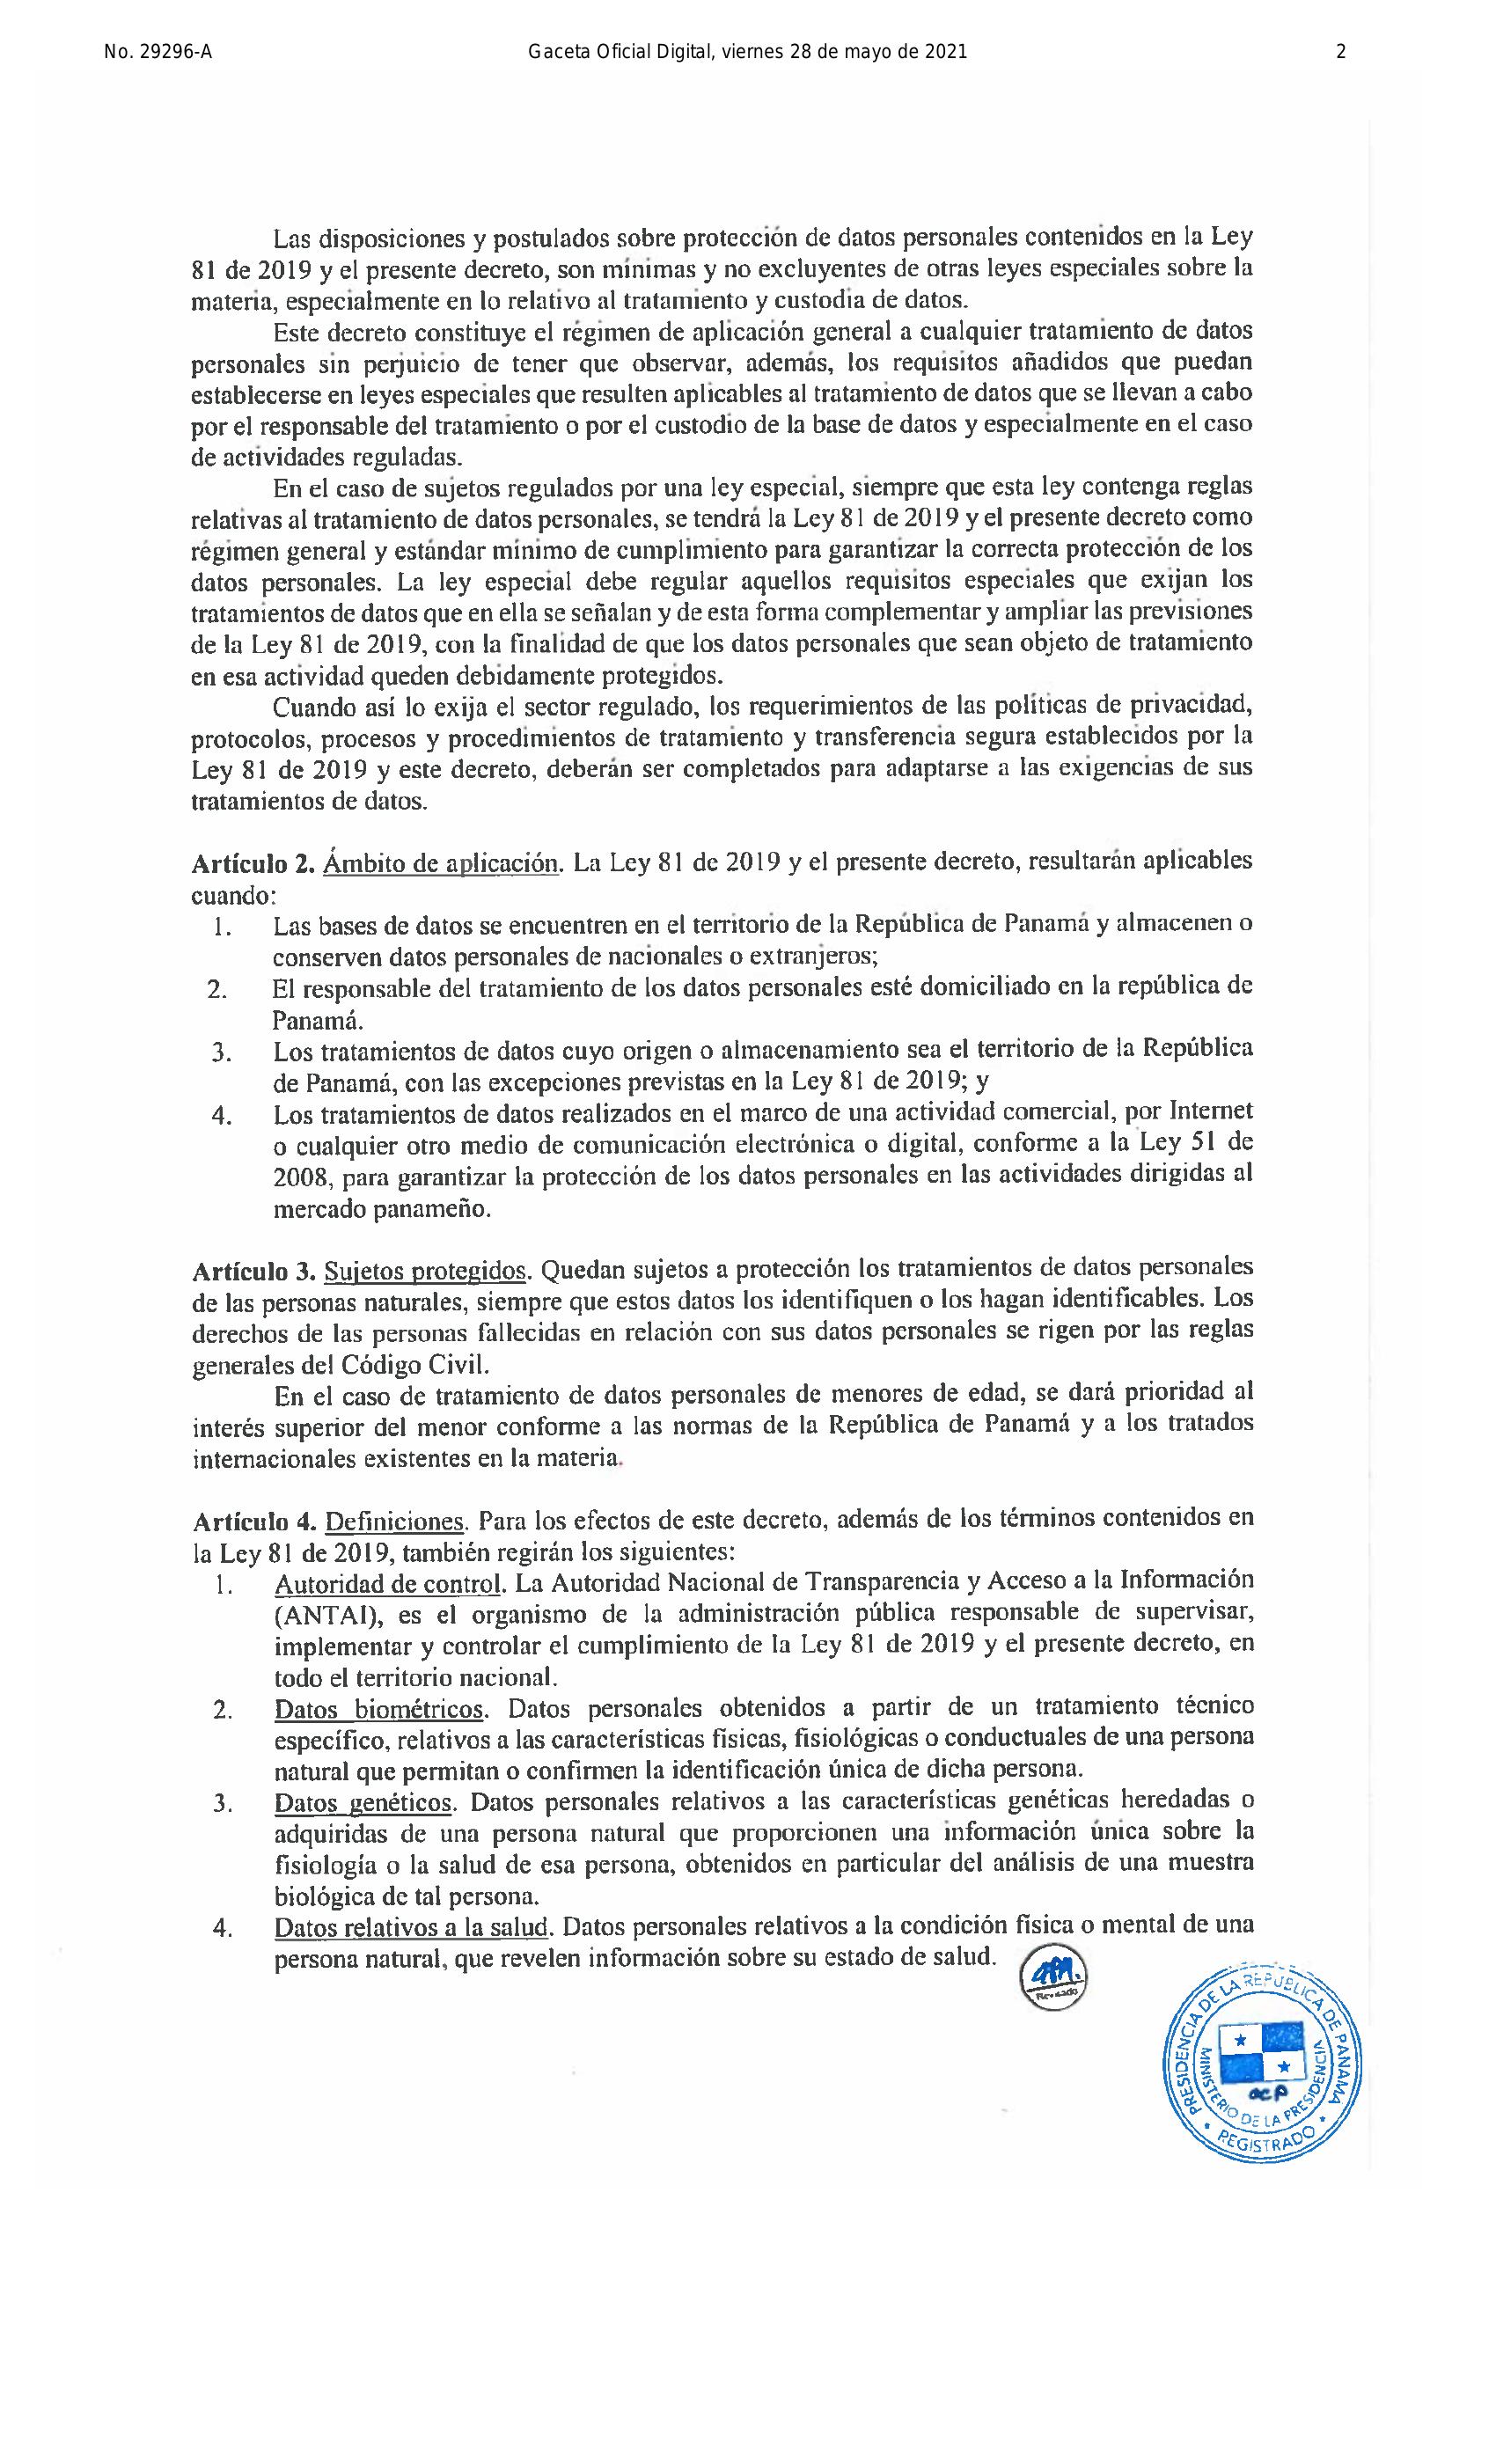 No. 29296-A Gaceta Oficial Digital, viernes 28 de mayo de 2021 2
Las disposiciones y postulados sobre protección de datos personales contenidos en la Ley
81 de 2019 y el presente decreto, son mínimas y no excluyentes de otras leyes especiales sobre la
materia, especialmente en lo relativo al tratamiento y custodia de datos.
Este decreto constituye el régimen de aplicación general a cualquier tratamiento de datos
personales sin perjuicio de tener que observar, además, los requisitos añadidos que puedan
establecerse en leyes especiales que resulten aplicables al tratamiento de datos que se llevan a cabo
por el responsable del tratamiento o por el custodio de la base de datos y especialmente en el caso
de actividades reguladas.
En el caso de sujetos regulados por una ley especial, siempre que esta ley contenga reglas
relativas al tratamiento de datos personales, se tendrá la Ley 81 de 2019 y el presente decreto como
régimen general y estándar mínimo de cumplimiento para garantizar la correcta protección de los
datos personales. La ley especial debe regular aquellos requisitos especiales que exijan los
tratamientos de datos que en ella se señalan y de esta forma complementar y ampliar las previsiones
de la Ley 81 de 2019, con la finalidad de que los datos personales que sean objeto de tratamiento
en esa actividad queden debidamente protegidos.
Cuando así lo exija el sector regulado, los requerimientos de las políticas de privacidad,
protocolos, procesos y procedimientos de tratamiento y transferencia segura establecidos por la
Ley 81 de 2019 y este decreto, deberán ser completados para adaptarse a las exigencias de sus
tratamientos de datos.
Artículo 2. Ámbito de aplicación. La Ley 81 de 2019 y el presente decreto, resultarán aplicables
cuando:
1. Las bases de datos se encuentren en el territorio de la República de Panamá y almacenen o
conserven datos personales de nacionales o extranjeros;
2. El responsable del tratamiento de los datos personales esté domiciliado en la república de
Panamá.
3. Los tratamientos de datos cuyo origen o almacenamiento sea el territorio de la República
de Panamá, con las excepciones previstas en la Ley 81 de 2019; y
4. Los tratamientos de datos realizados en el marco de una actividad comercial, por Internet
o cualquier otro medio de comunicación electrónica o digital, conforme a la Ley 51 de
2008, para garantizar la protección de los datos personales en las actividades dirigidas al
mercado panameño.
Artículo 3. Sujetos protegidos. Quedan sujetos a protección los tratamientos de datos personales
de las personas naturales, siempre que estos datos los identifiquen o los hagan identificables. Los
derechos de las personas fallecidas en relación con sus datos personales se rigen por las reglas
generales del Código Civil.
En el caso de tratamiento de datos personales de menores de edad, se dará prioridad al
interés superior del menor conforme a las normas de la República de Panamá y a los tratados
internacionales existentes en la materia.
Artículo 4. Definiciones. Para los efectos de este decreto, además de los términos contenidos en
la Ley 81 de 2019, también regirán los siguientes:
1. Autoridad de control. La Autoridad Nacional de Transparencia y Acceso a la Información
(ANTAI), es el organismo de la administración pública responsable de supervisar,
implementar y controlar el cumplimiento de la Ley 81 de 2019 y el presente decreto, en
todo el territorio nacional.
2. Datos biométricos. Datos personales obtenidos a partir de un tratamiento técnico
específico, relativos a las características físicas, fisiológicas o conductuales de una persona
natural que permitan o confirmen la identificación única de dicha persona.
3. Datos genéticos. Datos personales relativos a las características genéticas heredadas o
adquiridas de una persona natural que proporcionen una información única sobre la
fisiología o la salud de esa persona, obtenidos en particular del análisis de una muestra
biológica de tal persona.
4. Datos relativos a la salud. Datos personales relativos a la condición física o mental de una
persona natural, que revelen información sobre su estado de salud.
Revisado
PRESIDENCIA DE LA REPUBLICA DE PANAMA
MINISTERIO DE LA PRESIDENCIA
REGISTRADO